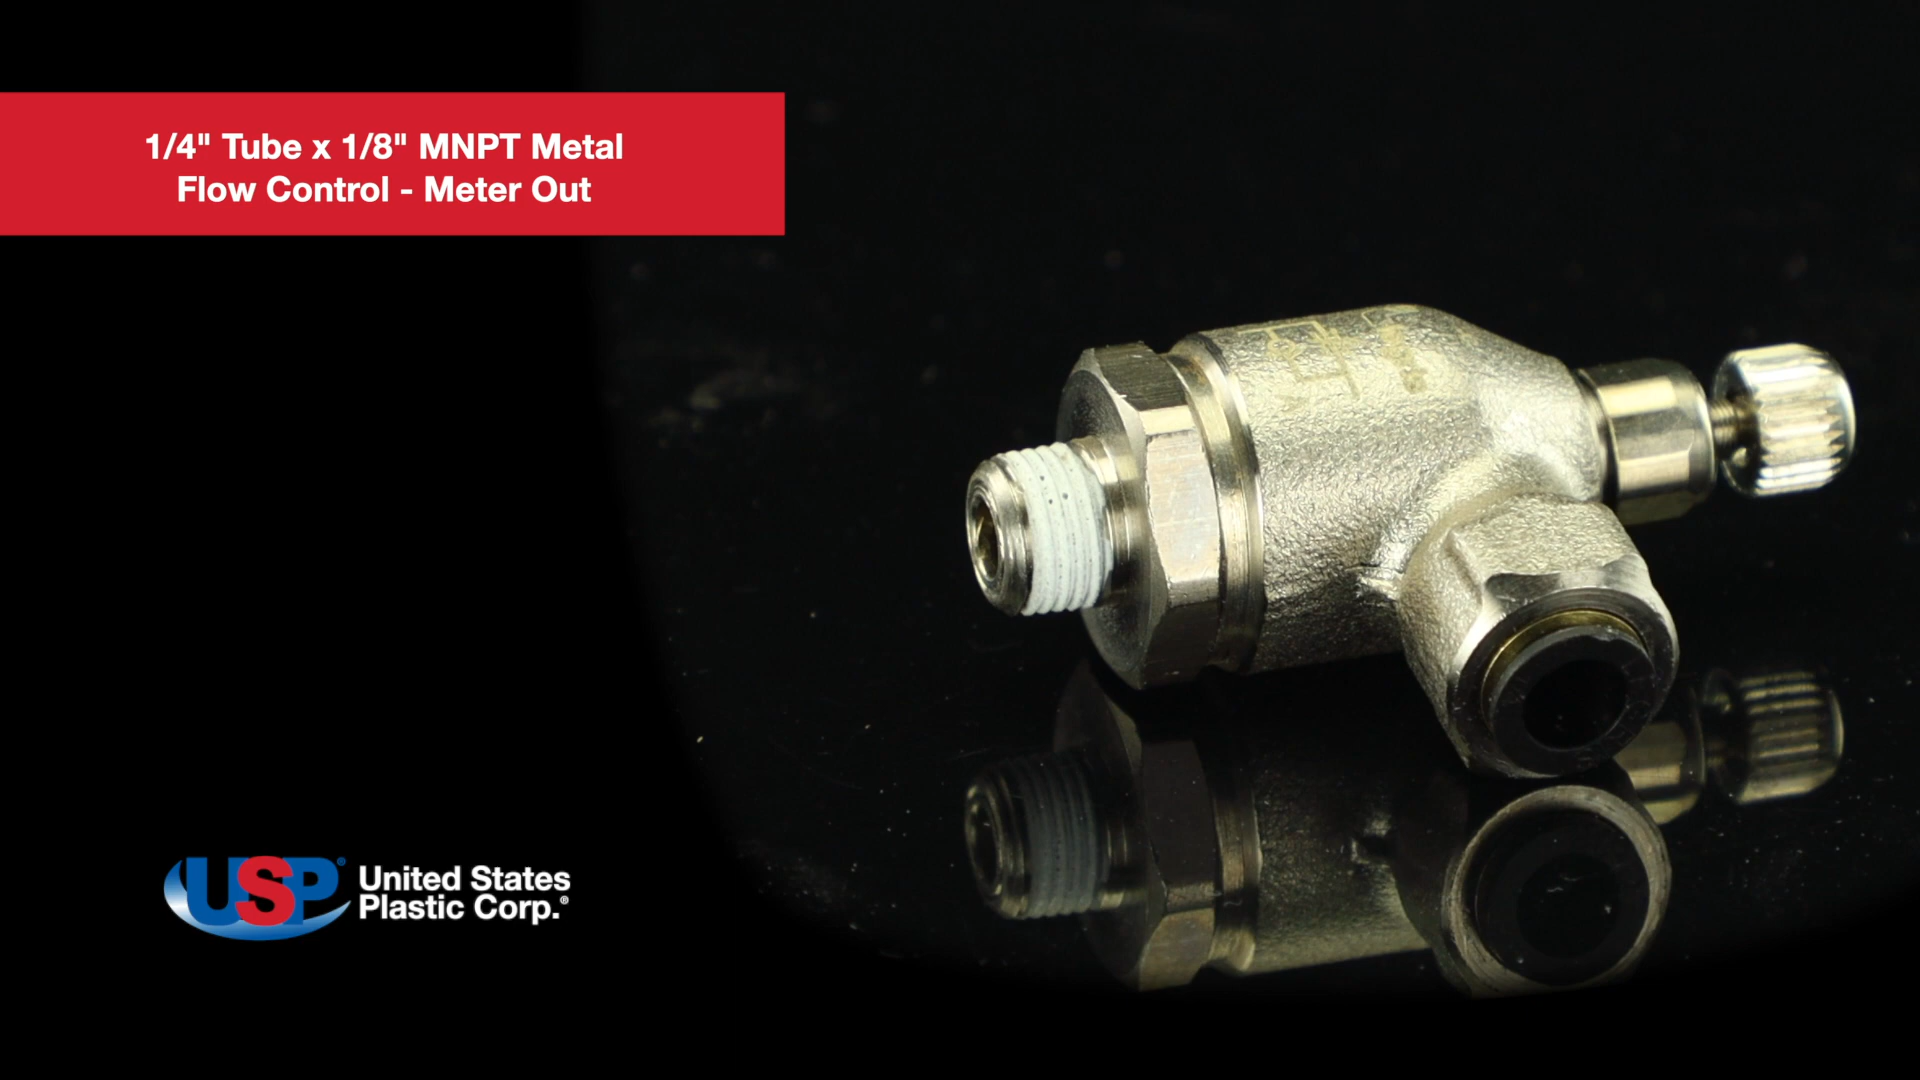 1/4" Tube x 1/8" MNPT Metal
Flow Control - Meter Out
USP®
United States
Plastic Corp.®